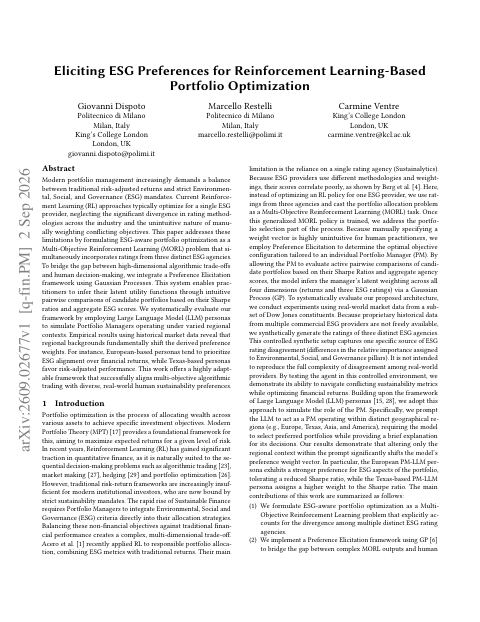 Eliciting ESG Preferences for Reinforcement Learning-Based
Portfolio Optimization
Giovanni Dispoto
Politecnico di Milano
Milan, Italy
King's College London
London, UK
giovanni.dispoto@polimi.it
Marcello Restelli
Politecnico di Milano
Milan, Italy
marcello.restelli@polimi.it
Carmine Ventre
King's College London
London, UK
carmine.ventre@kcl.ac.uk
arXiv:2609.02677v1 [q-fin.PM] 2 Sep 2026
Abstract
Modern portfolio management increasingly demands a balance
between traditional risk-adjusted returns and strict Environmen-
tal, Social, and Governance (ESG) mandates. Current Reinforce-
ment Learning (RL) approaches typically optimize for a single ESG
provider, neglecting the significant divergence in rating method-
ologies across the industry and the unintuitive nature of manu-
ally weighting conflicting objectives. This paper addresses these
limitations by formulating ESG-aware portfolio optimization as a
Multi-Objective Reinforcement Learning (MORL) problem that si-
multaneously incorporates ratings from three distinct ESG agencies.
To bridge the gap between high-dimensional algorithmic trade-offs
and human decision-making, we integrate a Preference Elicitation
framework using Gaussian Processes. This system enables prac-
titioners to infer their latent utility functions through intuitive
pairwise comparisons of candidate portfolios based on their Sharpe
ratios and aggregate ESG scores. We systematically evaluate our
framework by employing Large Language Model (LLM) personas
to simulate Portfolio Managers operating under varied regional
contexts. Empirical results using historical market data reveal that
regional backgrounds fundamentally shift the derived preference
weights. For instance, European-based personas tend to prioritize
ESG alignment over financial returns, while Texas-based personas
favor risk-adjusted performance. This work offers a highly adapt-
able framework that successfully aligns multi-objective algorithmic
trading with diverse, real-world human sustainability preferences.
1 Introduction
Portfolio optimization is the process of allocating wealth across
various assets to achieve specific investment objectives. Modern
Portfolio Theory (MPT) [17] provides a foundational framework for
this, aiming to maximize expected returns for a given level of risk.
In recent years, Reinforcement Learning (RL) has gained significant
traction in quantitative finance, as it is naturally suited to the se-
quential decision-making problems such as algorithmic trading [23],
market making [27], hedging [29] and portfolio optimization [26].
However, traditional risk-return frameworks are increasingly insuf-
ficient for modern institutional investors, who are now bound by
strict sustainability mandates. The rapid rise of Sustainable Finance
requires Portfolio Managers to integrate Environmental, Social and
Governance (ESG) criteria directly into their allocation strategies.
Balancing these non-financial objectives against traditional finan-
cial performance creates a complex, multi-dimensional trade-off.
Acero et al. [1] recently applied RL to responsible portfolio alloca-
tion, combining ESG metrics with traditional returns. Their main
limitation is the reliance on a single rating agency (Sustainalytics).
Because ESG providers use different methodologies and weight-
ings, their scores correlate poorly, as shown by Berg et al. [4]. Here,
instead of optimizing an RL policy for one ESG provider, we use rat-
ings from three agencies and cast the portfolio allocation problem
as a Multi-Objective Reinforcement Learning (MORL) task. Once
this generalized MORL policy is trained, we address the portfo-
lio selection part of the process. Because manually specifying a
weight vector is highly unintuitive for human practitioners, we
employ Preference Elicitation to determine the optimal objective
configuration tailored to an individual Portfolio Manager (PM). By
allowing the PM to evaluate active pairwise comparisons of candi-
date portfolios based on their Sharpe Ratios and aggregate agency
scores, the model infers the manager's latent weighting across all
four dimensions (returns and three ESG ratings) via a Gaussian
Process (GP). To systematically evaluate our proposed architecture,
we conduct experiments using real-world market data from a sub-
set of Dow Jones constituents. Because proprietary historical data
from multiple commercial ESG providers are not freely available,
we synthetically generate the ratings of three distinct ESG agencies.
This controlled synthetic setup captures one specific source of ESG
rating disagreement (differences in the relative importance assigned
to Environmental, Social, and Governance pillars). It is not intended
to reproduce the full complexity of disagreement among real-world
providers. By testing the agent in this controlled environment, we
demonstrate its ability to navigate conflicting sustainability metrics
while optimizing financial returns. Building upon the framework
of Large Language Model (LLM) personas [15, 28], we adopt this
approach to simulate the role of the PM. Specifically, we prompt
the LLM to act as a PM operating within distinct geographical re-
gions (e.g., Europe, Texas, Asia, and America), requiring the model
to select preferred portfolios while providing a brief explanation
for its decisions. Our results demonstrate that altering only the
regional context within the prompt significantly shifts the model's
preference weight vector. In particular, the European PM-LLM per-
sona exhibits a stronger preference for ESG aspects of the portfolio,
tolerating a reduced Sharpe ratio, while the Texas-based PM-LLM
persona assigns a higher weight to the Sharpe ratio. The main
contributions of this work are summarized as follows:
(1) We formulate ESG-aware portfolio optimization as a Multi-
Objective Reinforcement Learning problem that explicitly ac-
counts for the divergence among multiple distinct ESG rating
agencies.
(2) We implement a Preference Elicitation framework using GP [6]
to bridge the gap between complex MORL outputs and human